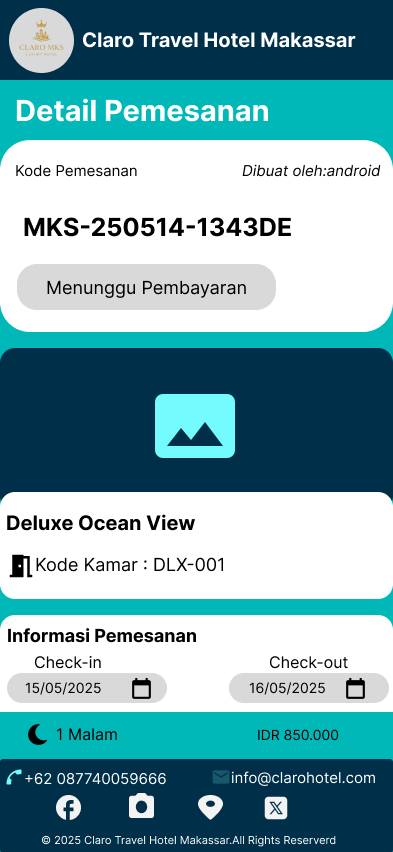 CLARO MKS
Claro Travel Hotel Makassar
Detail Pemesanan
Kode Pemesanan
Dibuat oleh:android
MKS-250514-1343DE
Menunggu Pembayaran
Deluxe Ocean View
Kode Kamar : DLX-001
Informasi Pemesanan
Check-in
Check-out
15/05/2025
16/05/2025
1 Malam
IDR 850.000
+62 087740059666
info@clarohotel.com
© 2025 Claro Travel Hotel Makassar.All Rights Reserverd